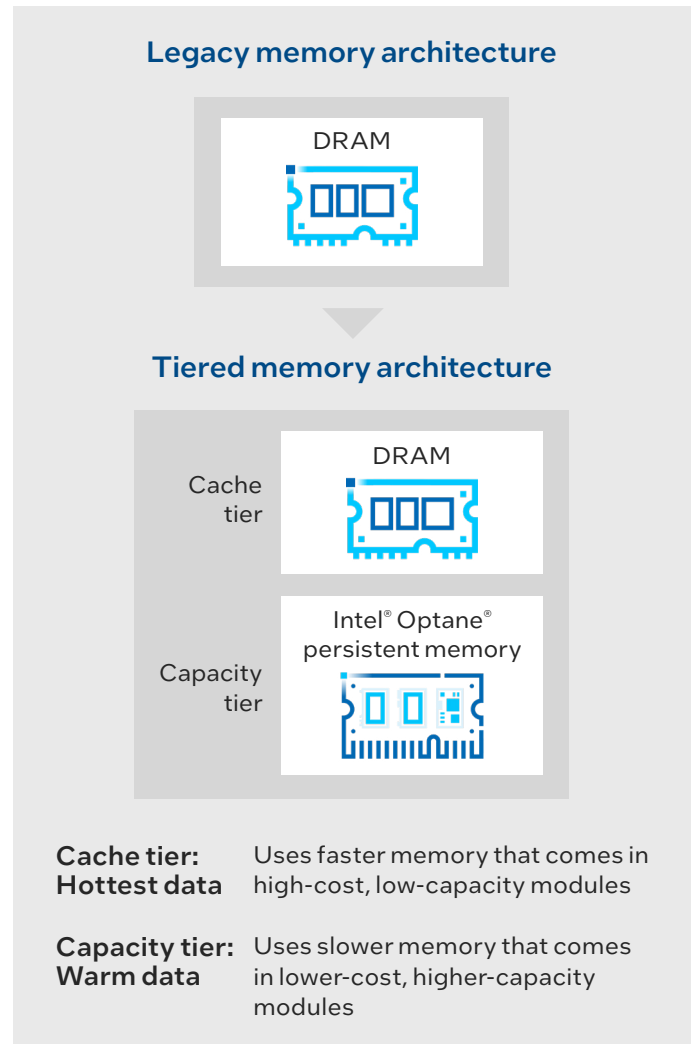 Legacy memory architecture
DRAM
Tiered memory architecture
Cache
tier
DRAM
Capacity
tier
Intel® Optane®
persistent memory
Cache tier:
Hottest data
Uses faster memory that comes in
high-cost, low-capacity modules
Capacity tier:
Warm data
Uses slower memory that comes
in lower-cost, higher-capacity
modules